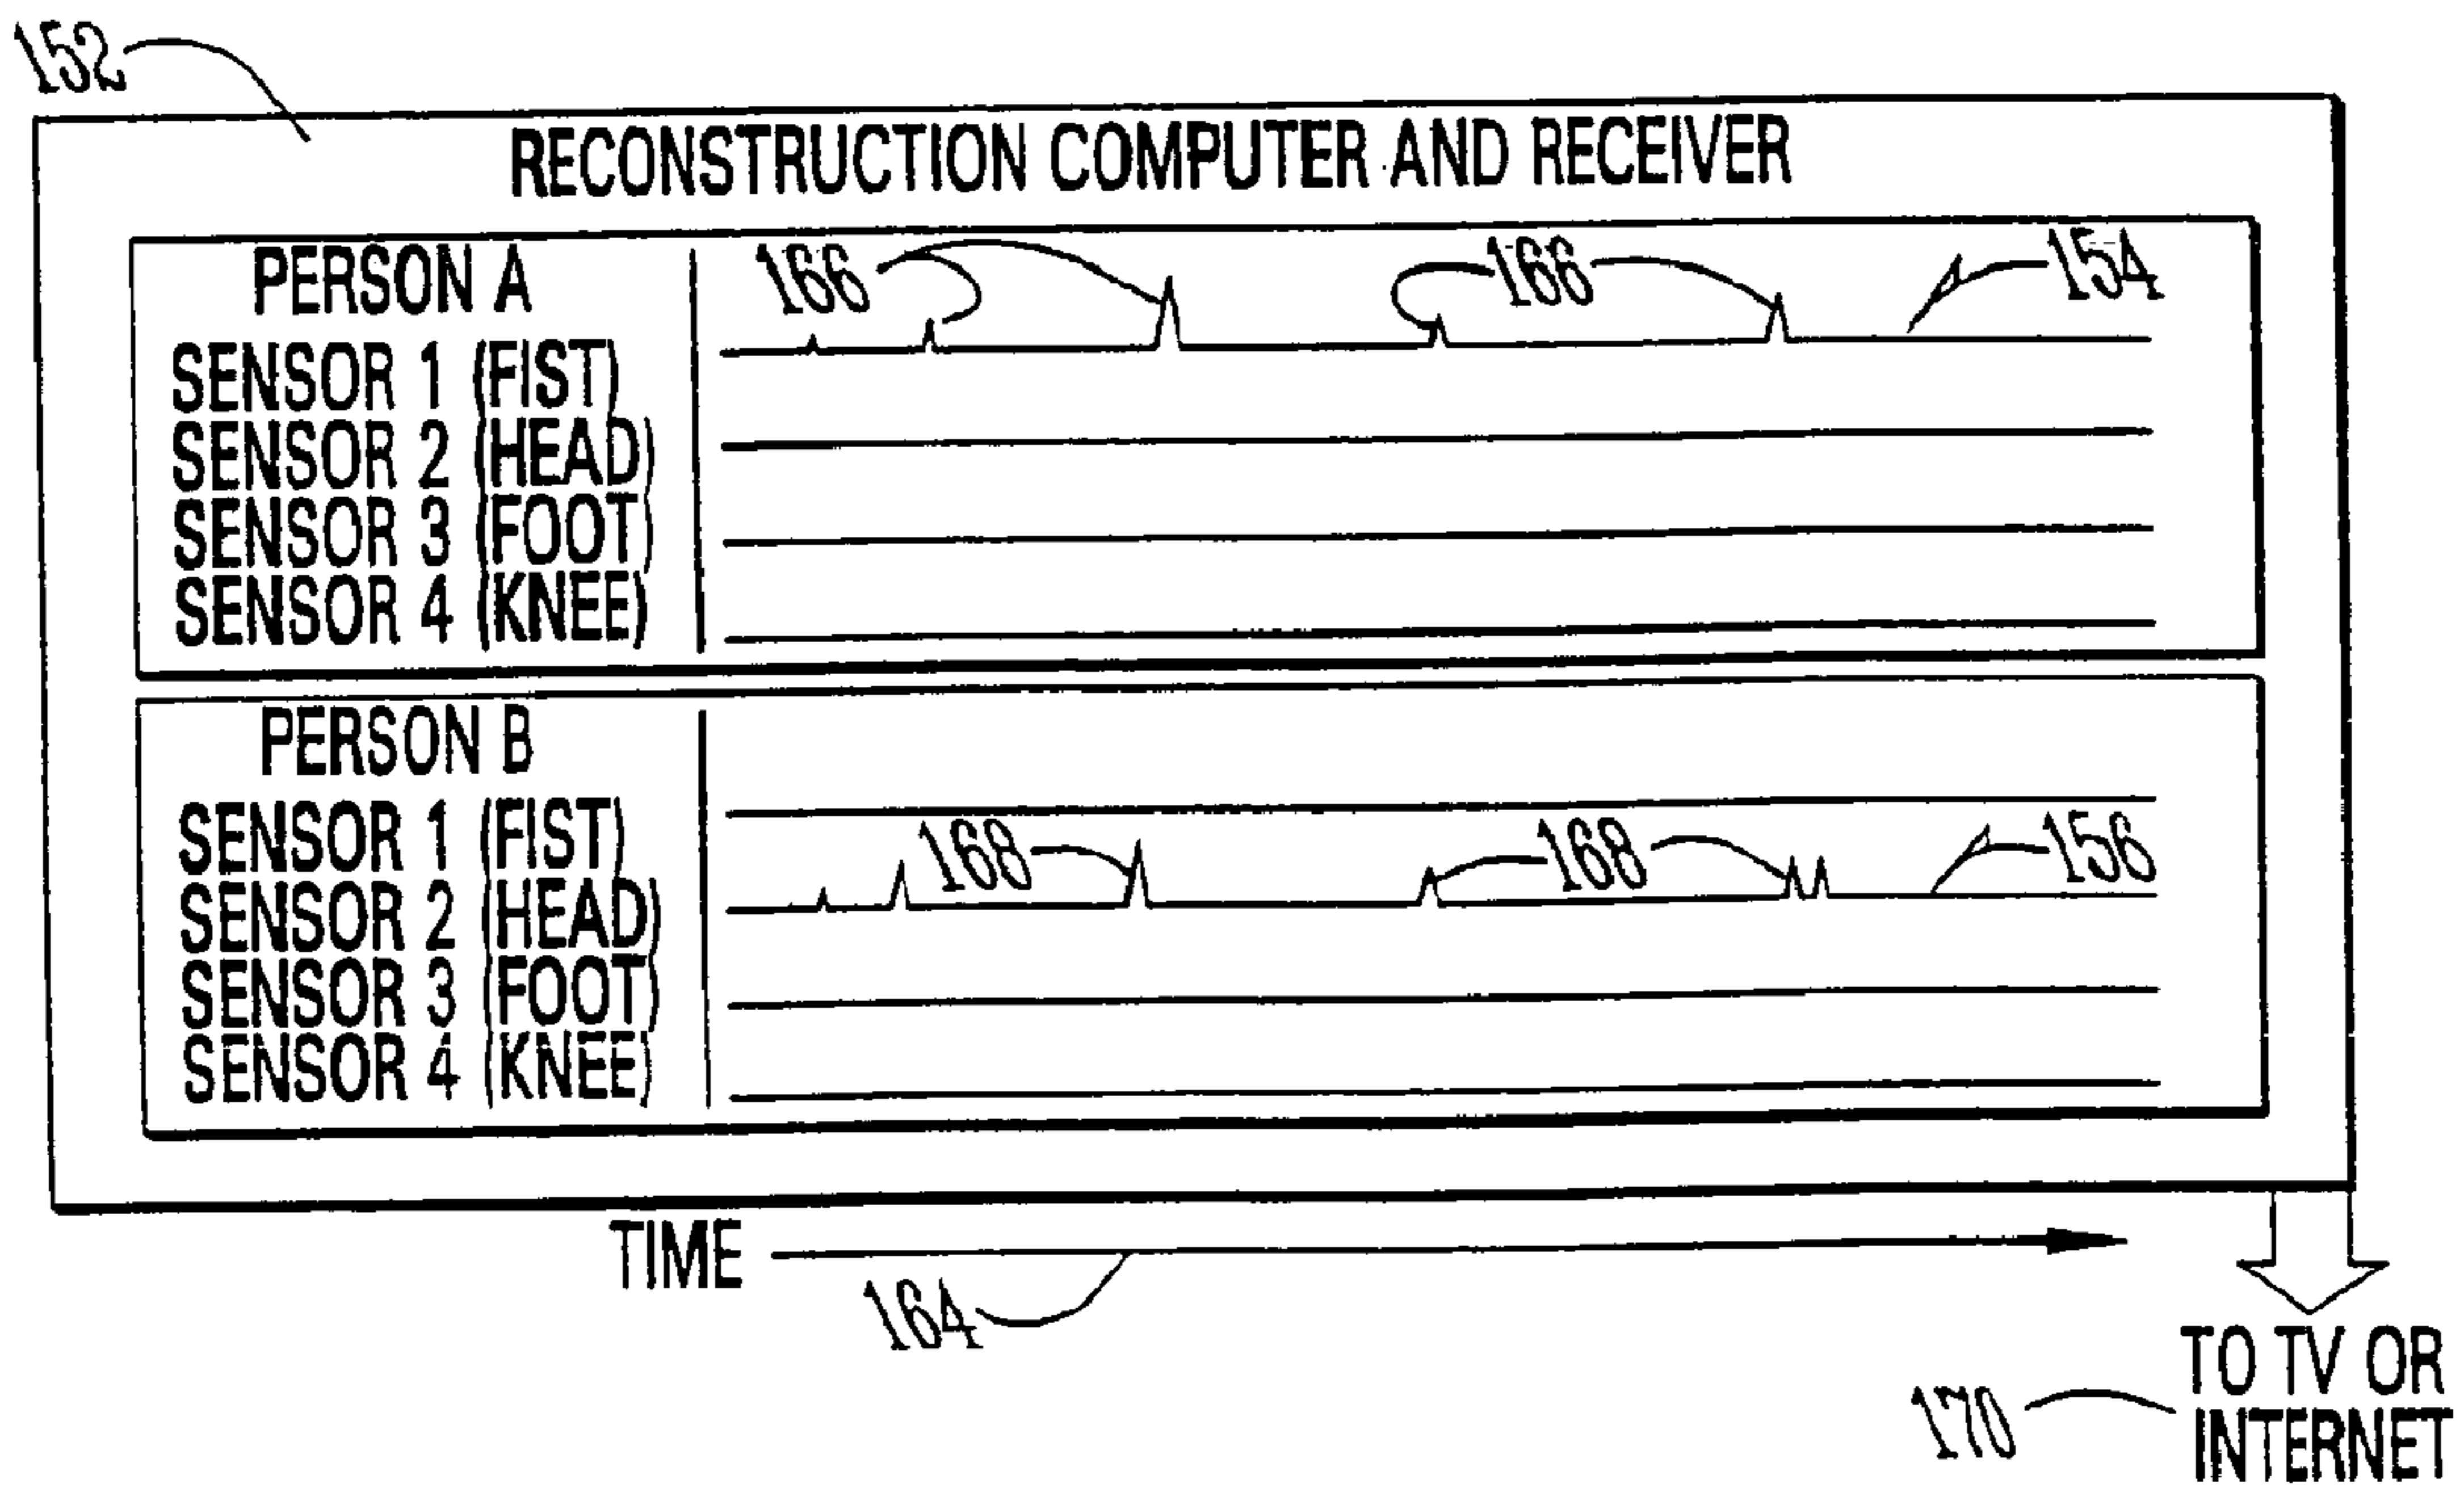 152
RECONSTRUCTION COMPUTER AND RECEIVER
PERSON A
166
166
154
SENSOR 1 (FIST)
SENSOR 2 (HEAD)
SENSOR 3 (FOOT)
SENSOR 4 (KNEE)
PERSON B
SENSOR 1 (FIST)
168
168
156
SENSOR 2 (HEAD)
SENSOR 3 (FOOT)
SENSOR 4 (KNEE)
TIME
164
TO TV OR
INTERNET
170